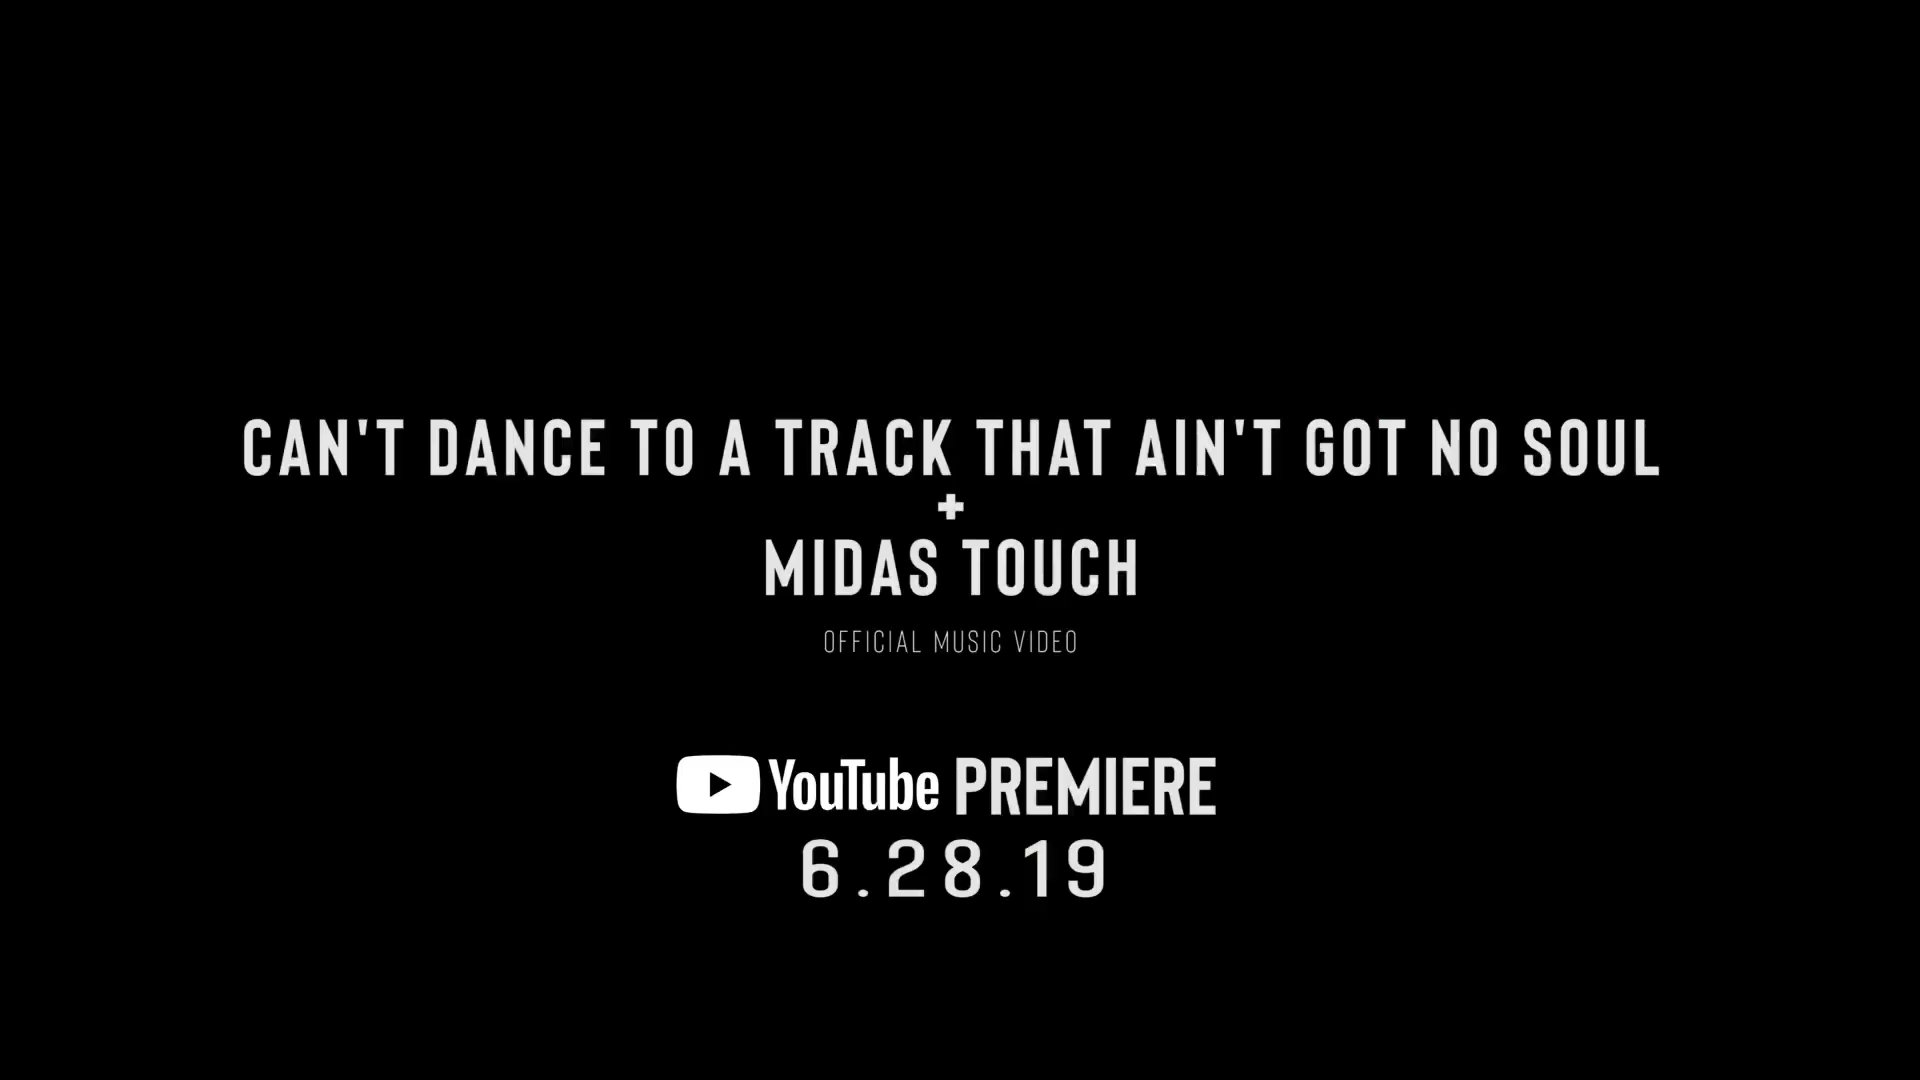 CAN'T DANCE TO A TRACK THAT AIN'T GOT NO SOUL
+
MIDAS TOUCH
OFFICIAL MUSIC VIDEO
YouTube PREMIERE
6.28.19